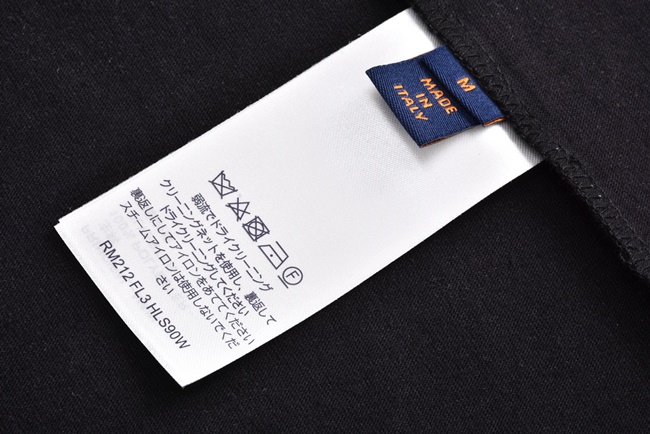 M
MADE
IN
ITALY
F
弱流でドライクリーニング
クリーニングネットを使用し、裏返して
ドライクリーニングしてください
裏返しにしてアイロンをあててください
スチームアイロンは使用しないでくだ
さい
RM212 FL3 HLS90W